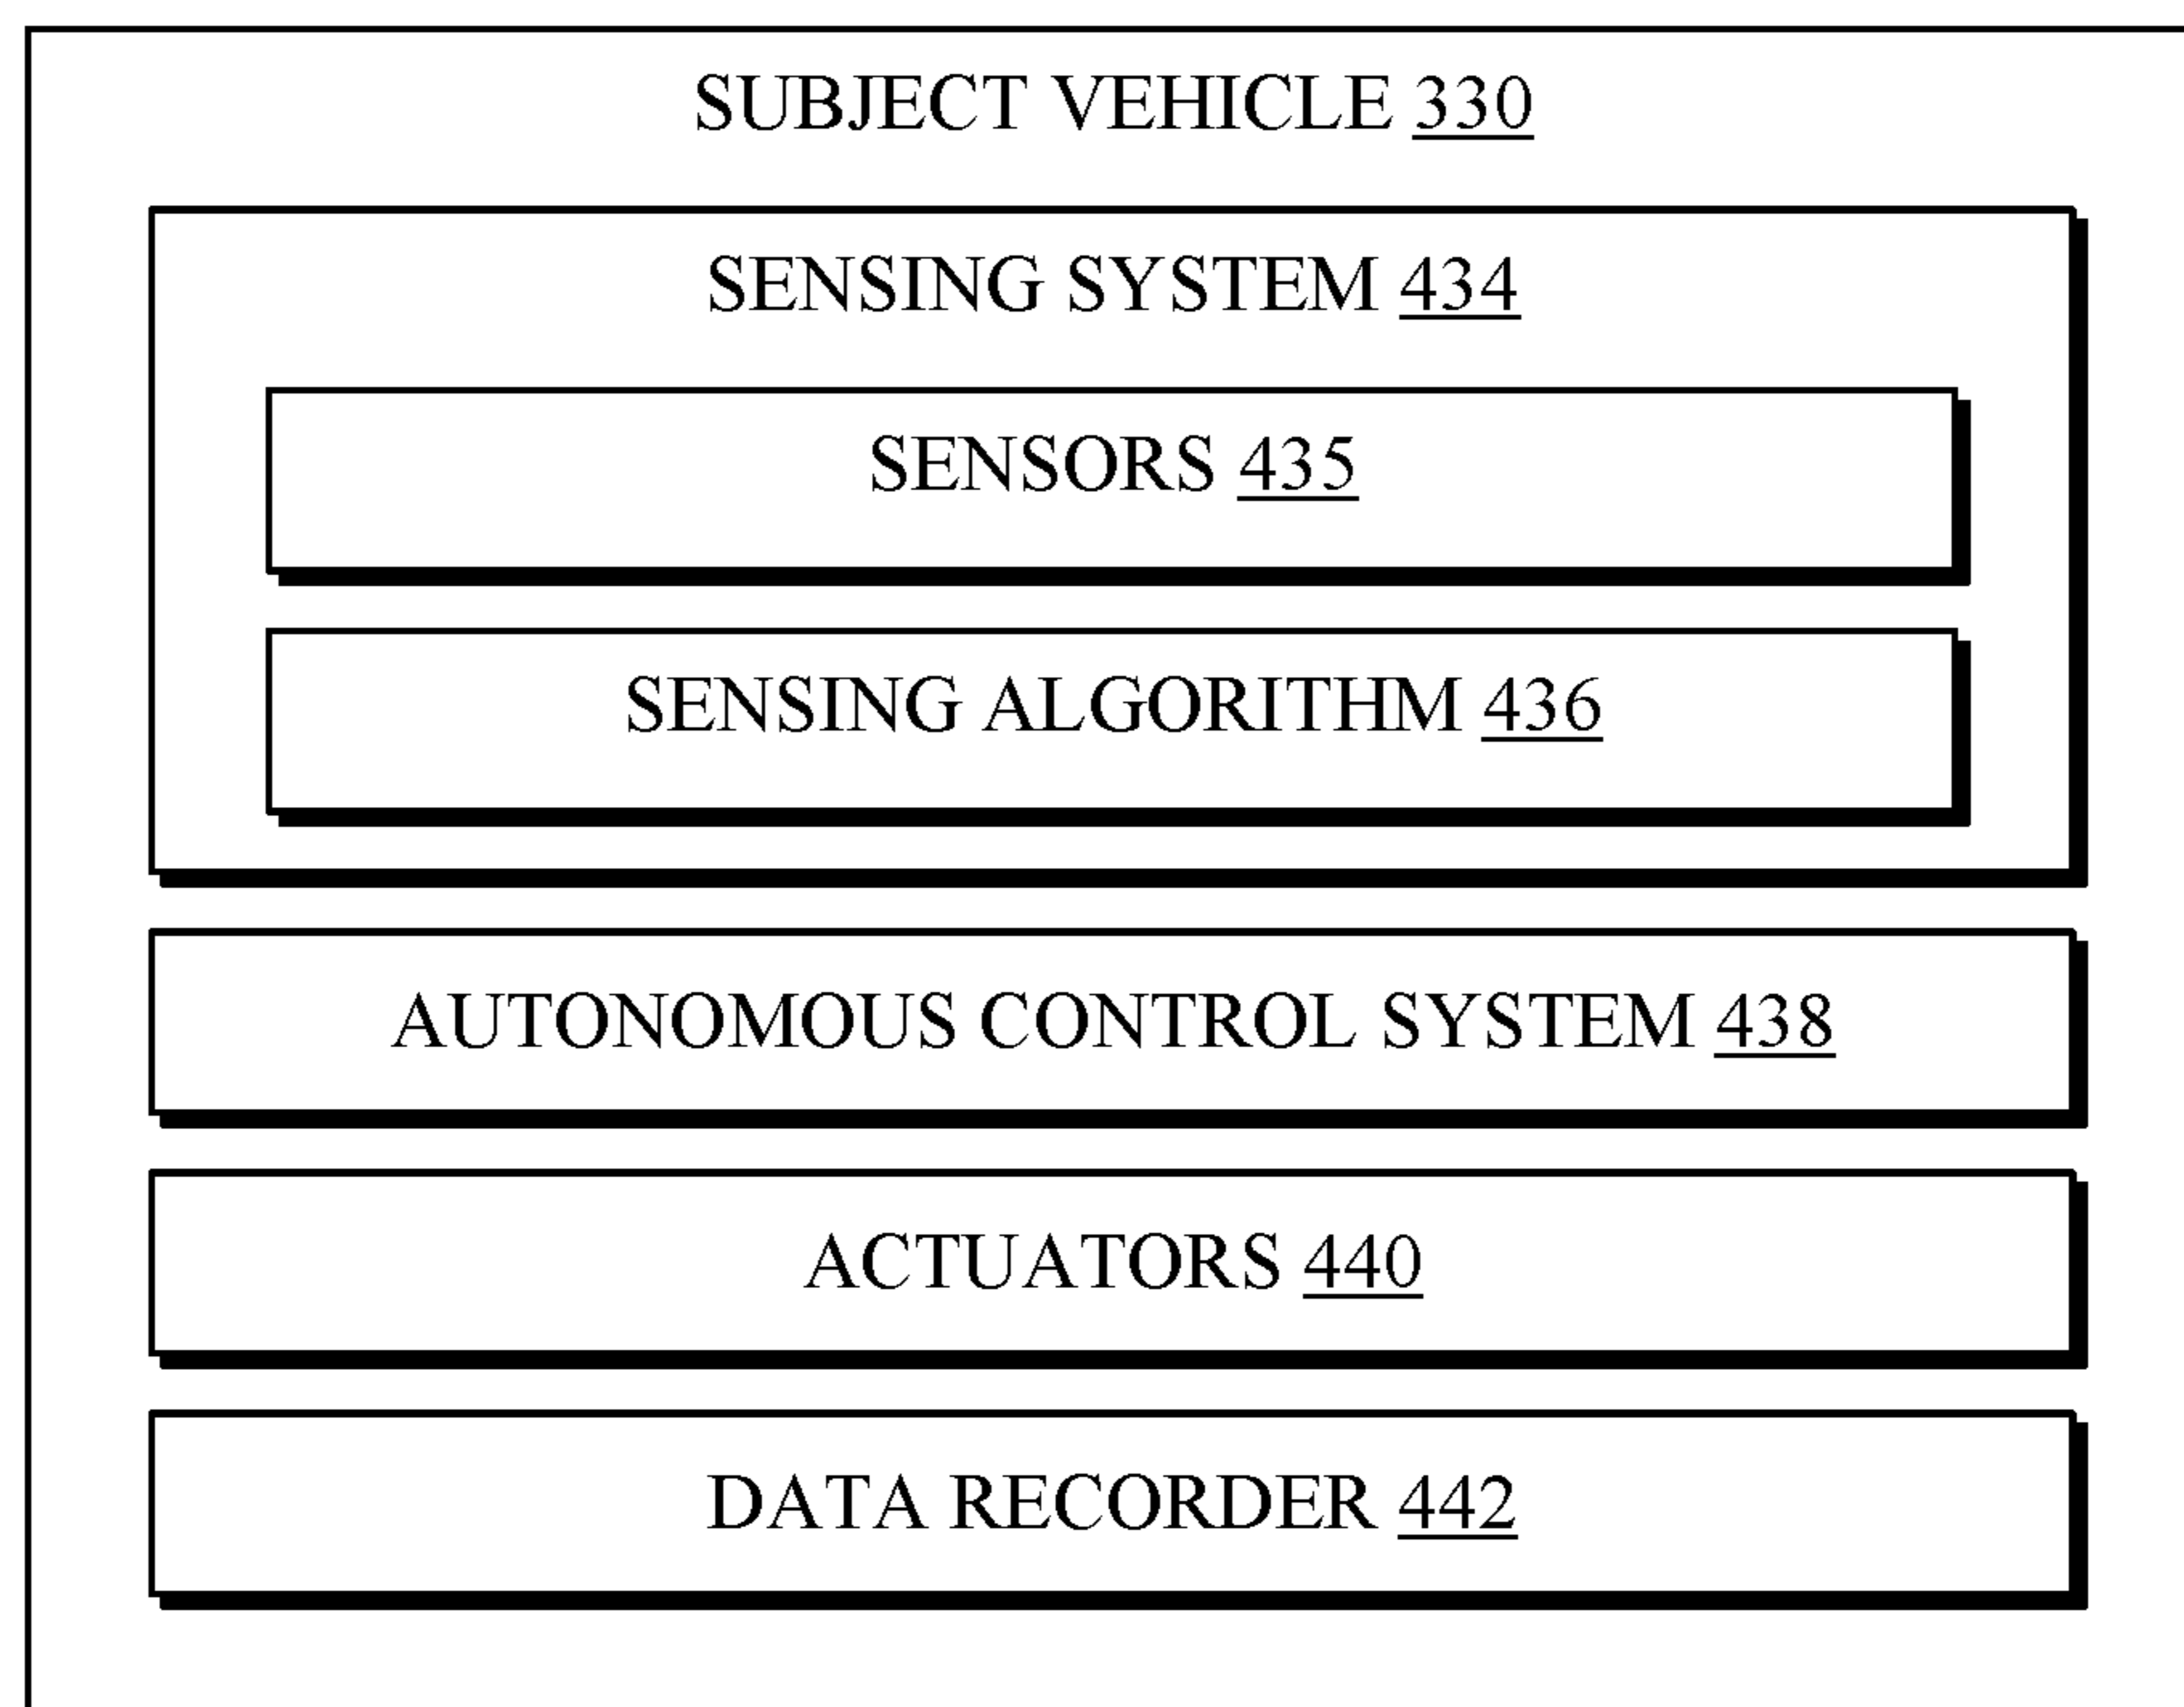 SUBJECT VEHICLE 330
SENSING SYSTEM 434
SENSORS 435
SENSING ALGORITHM 436
AUTONOMOUS CONTROL SYSTEM 438
ACTUATORS 440
DATA RECORDER 442